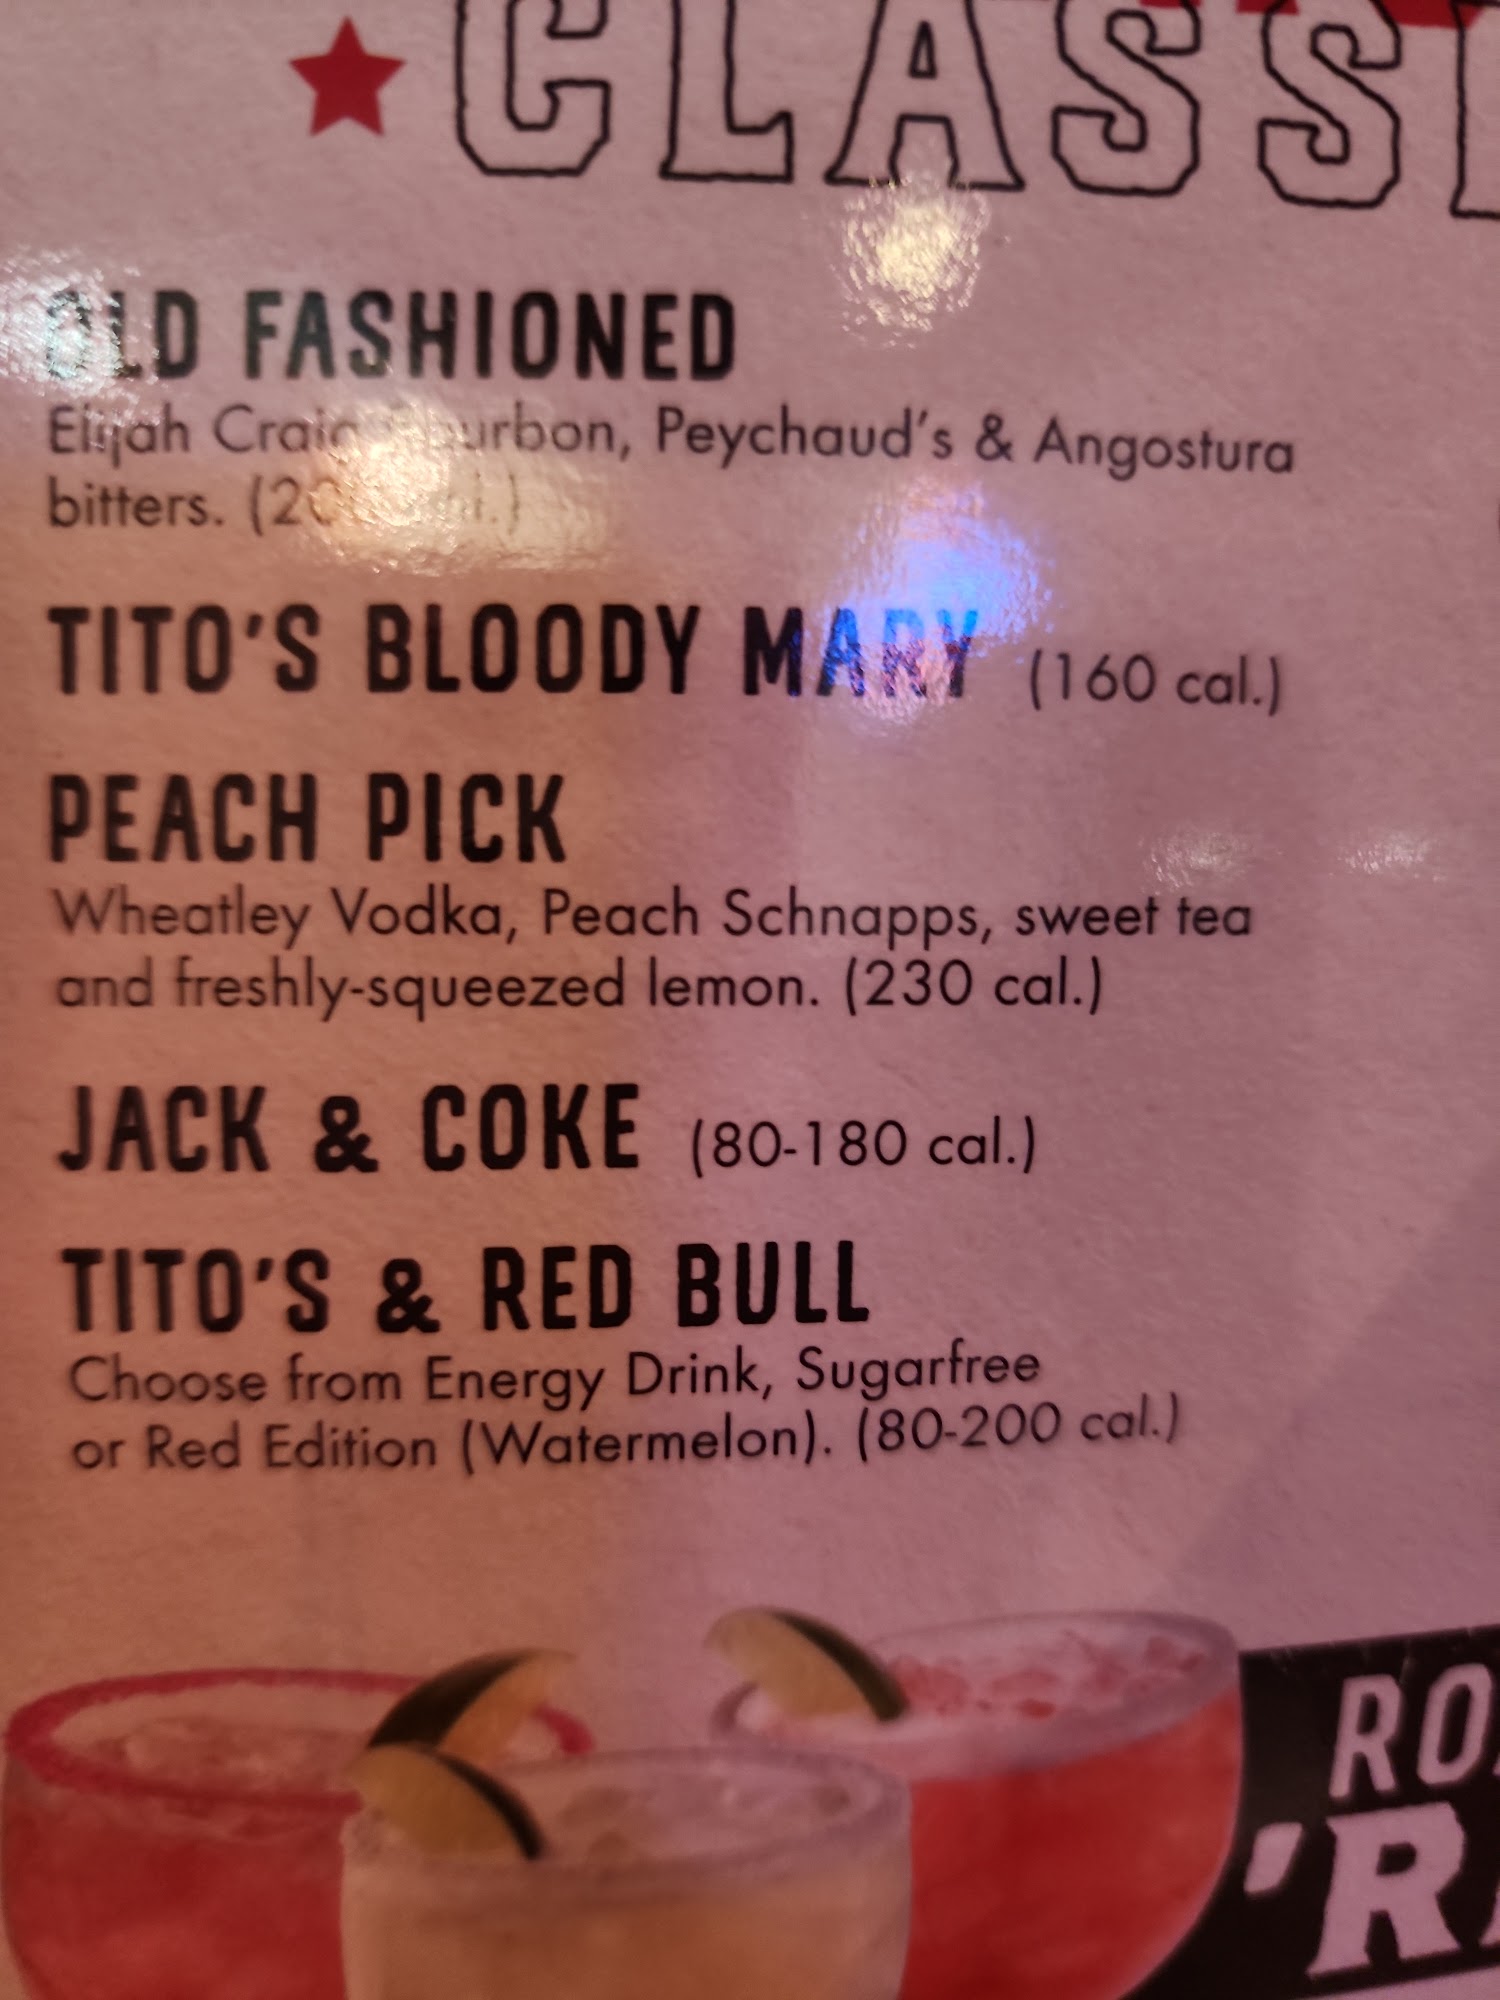 CLASSI
OLD FASHIONED
Elijah Craig Bourbon, Peychaud's & Angostura
bitters. (
TITO'S BLOODY MARY (160 cal.)
PEACH PICK
Wheatley Vodka, Peach Schnapps, sweet tea
and freshly-squeezed lemon. (230 cal.)
JACK & COKE (80-180 cal.)
TITO'S & RED BULL
Choose from Energy Drink, Sugarfree
or Red Edition (Watermelon). (80-200 cal.)
RO
'R